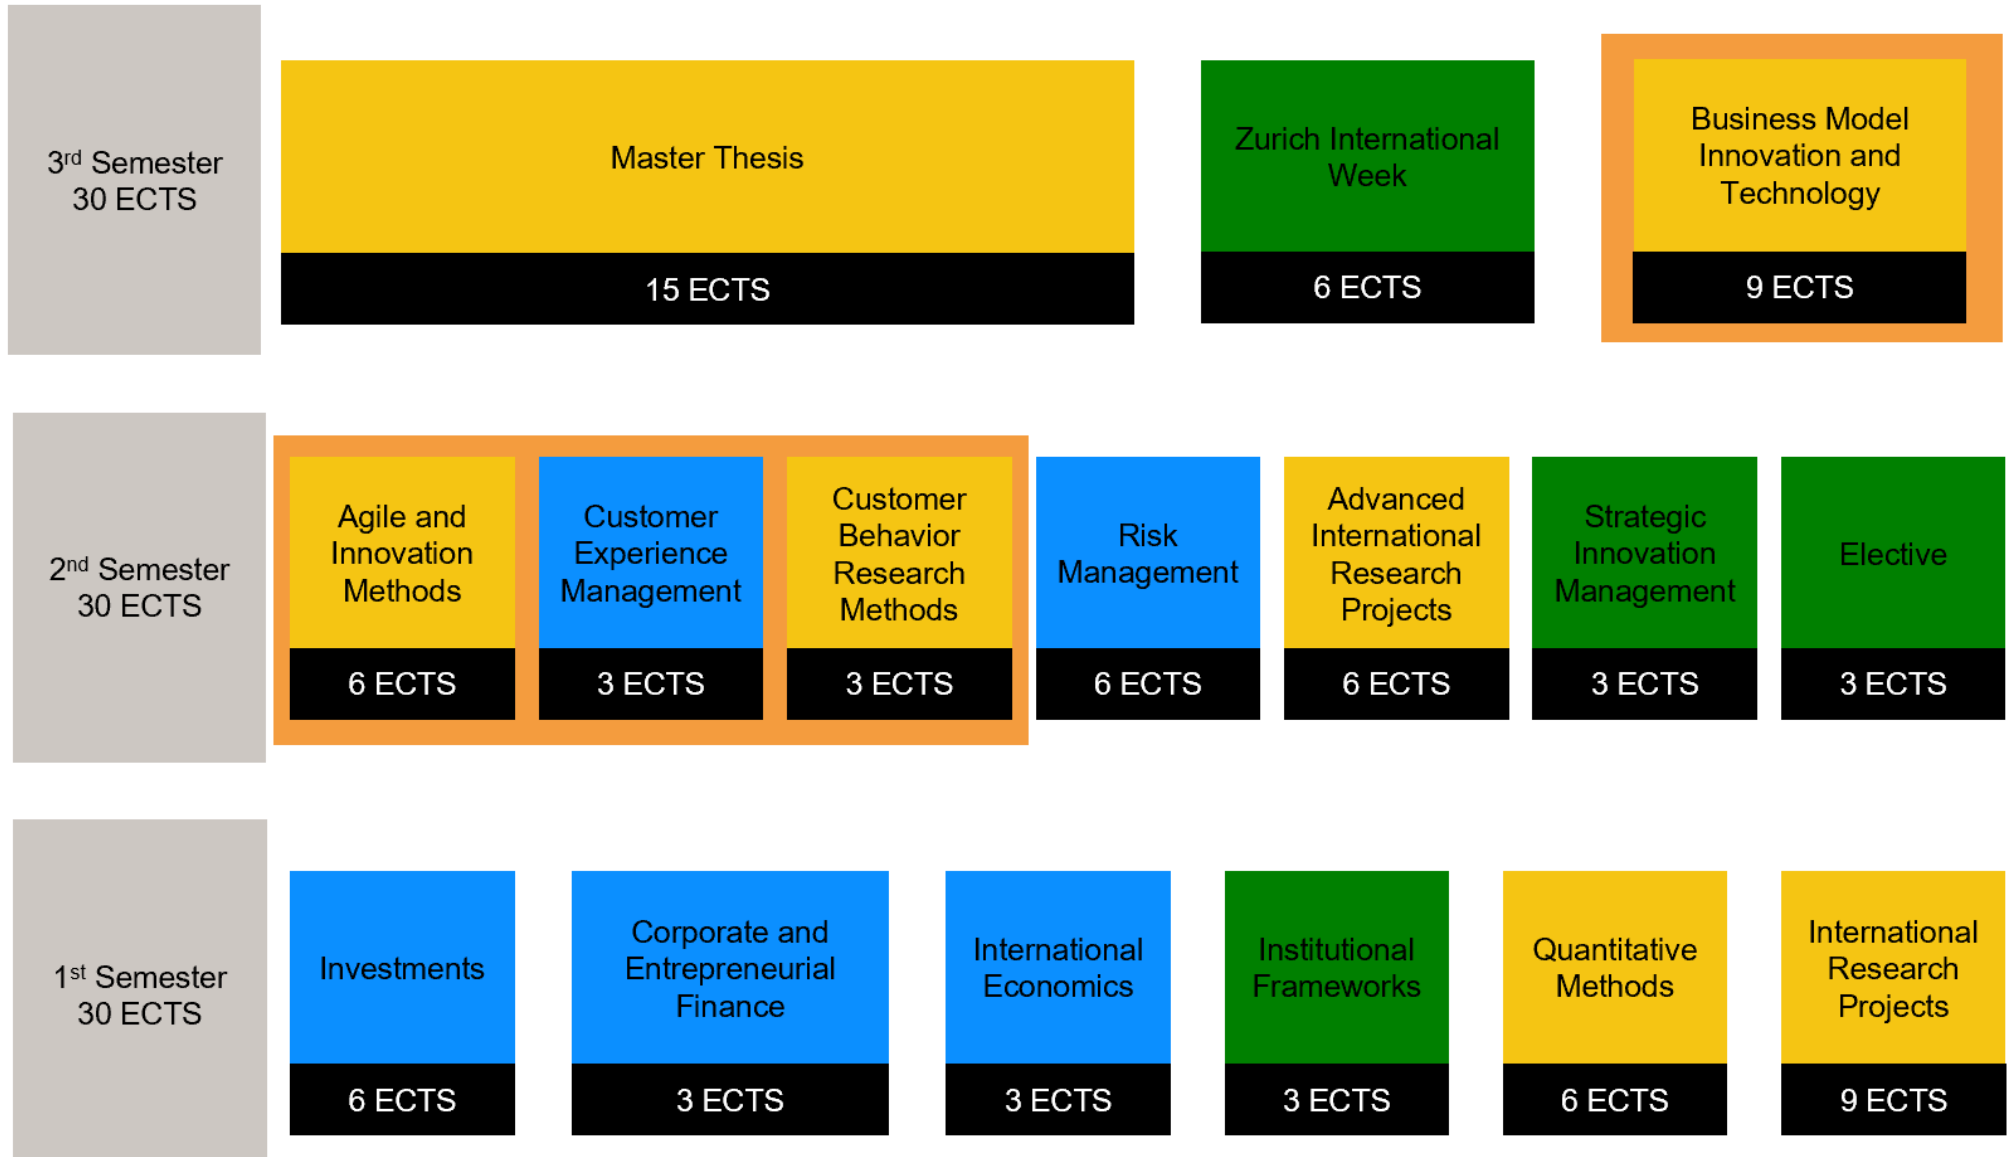 3rd Semester
30 ECTS
Master Thesis
15 ECTS
Zurich International
Week
6 ECTS
Business Model
Innovation and
Technology
9 ECTS
2nd Semester
30 ECTS
Agile and
Innovation
Methods
6 ECTS
Customer
Experience
Management
3 ECTS
Customer
Behavior
Research
Methods
3 ECTS
Risk
Management
6 ECTS
Advanced
International
Research
Projects
6 ECTS
Strategic
Innovation
Management
3 ECTS
Elective
3 ECTS
1st Semester
30 ECTS
Investments
6 ECTS
Corporate and
Entrepreneurial
Finance
3 ECTS
International
Economics
3 ECTS
Institutional
Frameworks
3 ECTS
Quantitative
Methods
6 ECTS
International
Research
Projects
9 ECTS